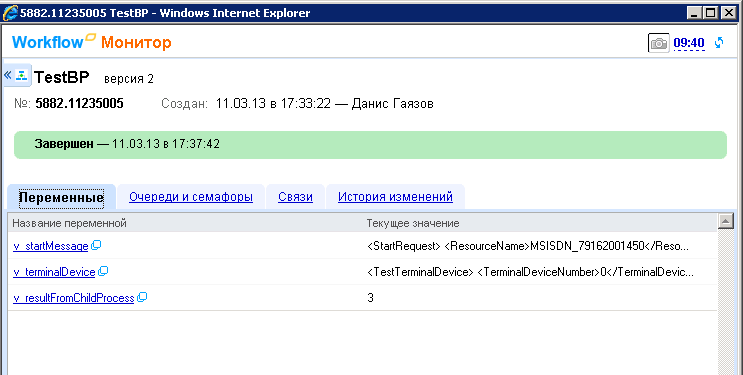 5882.11235005 TestBP - Windows Internet Explorer
Workflow Монитор 09:40
« TestBP версия 2
№: 5882.11235005 Создан: 11.03.13 в 17:33:22 — Данис Гаязов
Завершен — 11.03.13 в 17:37:42
Переменные Очереди и семафоры Связи История изменений
Название переменной Текущее значение
v_startMessage <StartRequest> <ResourceName>MSISDN_79162001450</Reso...
v_terminalDevice <TestTerminalDevice> <TerminalDeviceNumber>0</TerminalDevic...
v_resultFromChildProcess 3